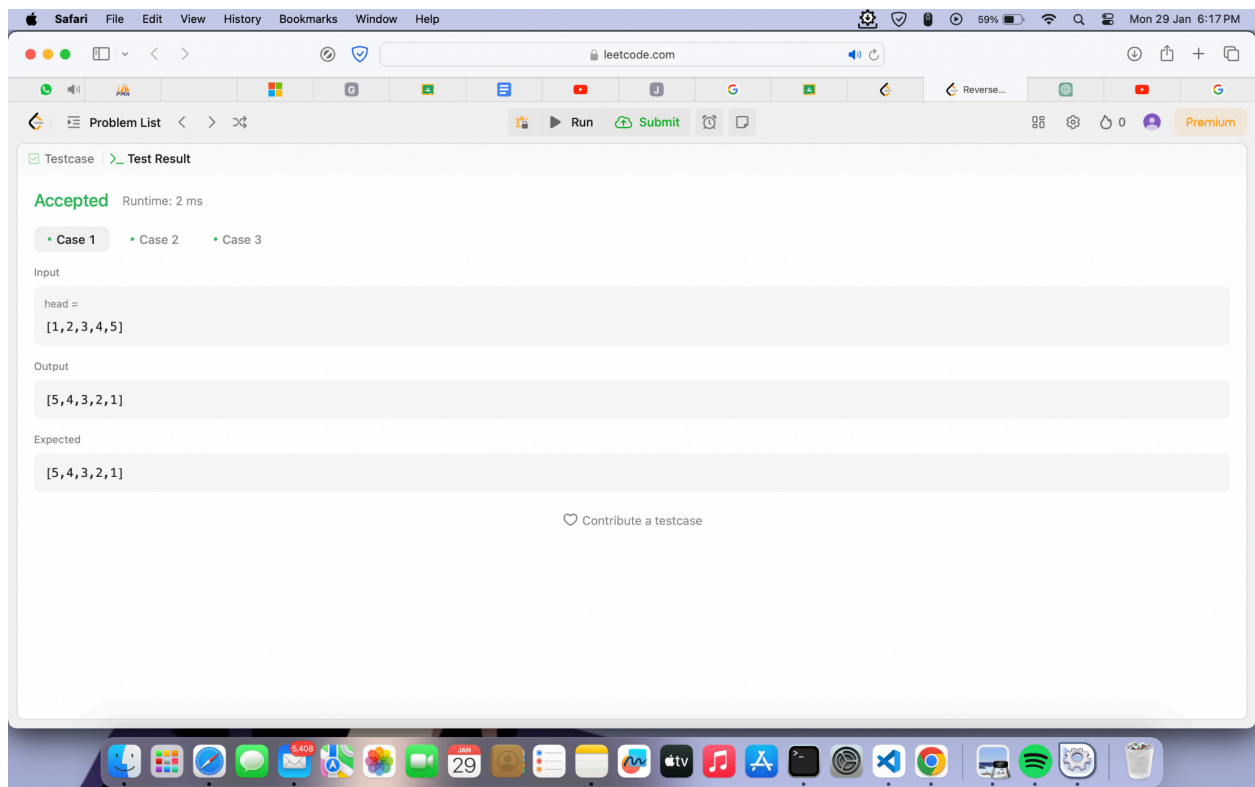 Safari File Edit View History Bookmarks Window Help 59% Mon 29 Jan 6:17 PM
leetcode.com
PMA G J G Reverse... G
Problem List Run Submit 0 Premium
Testcase >_ Test Result
Accepted Runtime: 2 ms
• Case 1 • Case 2 • Case 3
Input
head =
[1,2,3,4,5]
Output
[5,4,3,2,1]
Expected
[5,4,3,2,1]
Contribute a testcase
5,408 JAN
29 tv